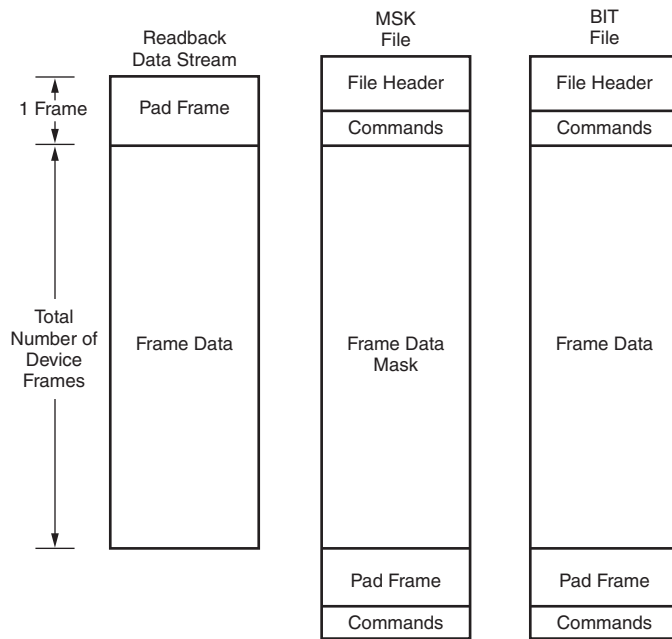 Readback
Data Stream
MSK
File
BIT
File
1 Frame
Pad Frame
File Header
File Header
Commands
Commands
Total
Number of
Device
Frames
Frame Data
Frame Data
Mask
Frame Data
Pad Frame
Pad Frame
Commands
Commands